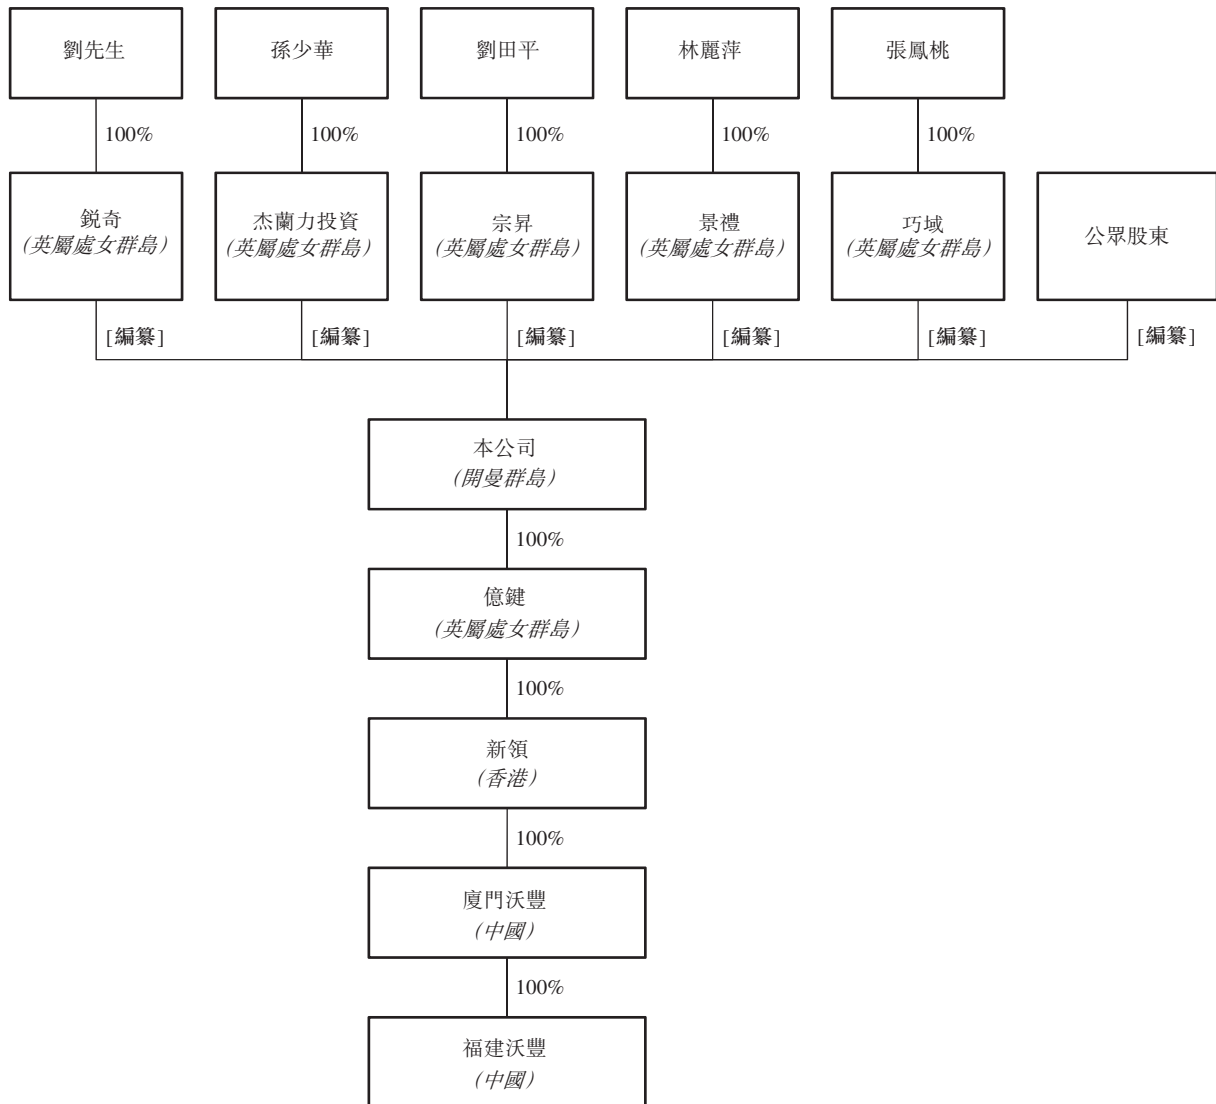 劉先生
孫少華
劉田平
林麗萍
張鳳桃
100%
100%
100%
100%
100%
鋭奇
(英屬處女群島)
杰蘭力投資
(英屬處女群島)
宗昇
(英屬處女群島)
景禮
(英屬處女群島)
巧域
(英屬處女群島)
公眾股東
[編纂]
[編纂]
[編纂]
[編纂]
[編纂]
[編纂]
本公司
(開曼群島)
100%
億鍵
(英屬處女群島)
100%
新領
(香港)
100%
廈門沃豐
(中國)
100%
福建沃豐
(中國)